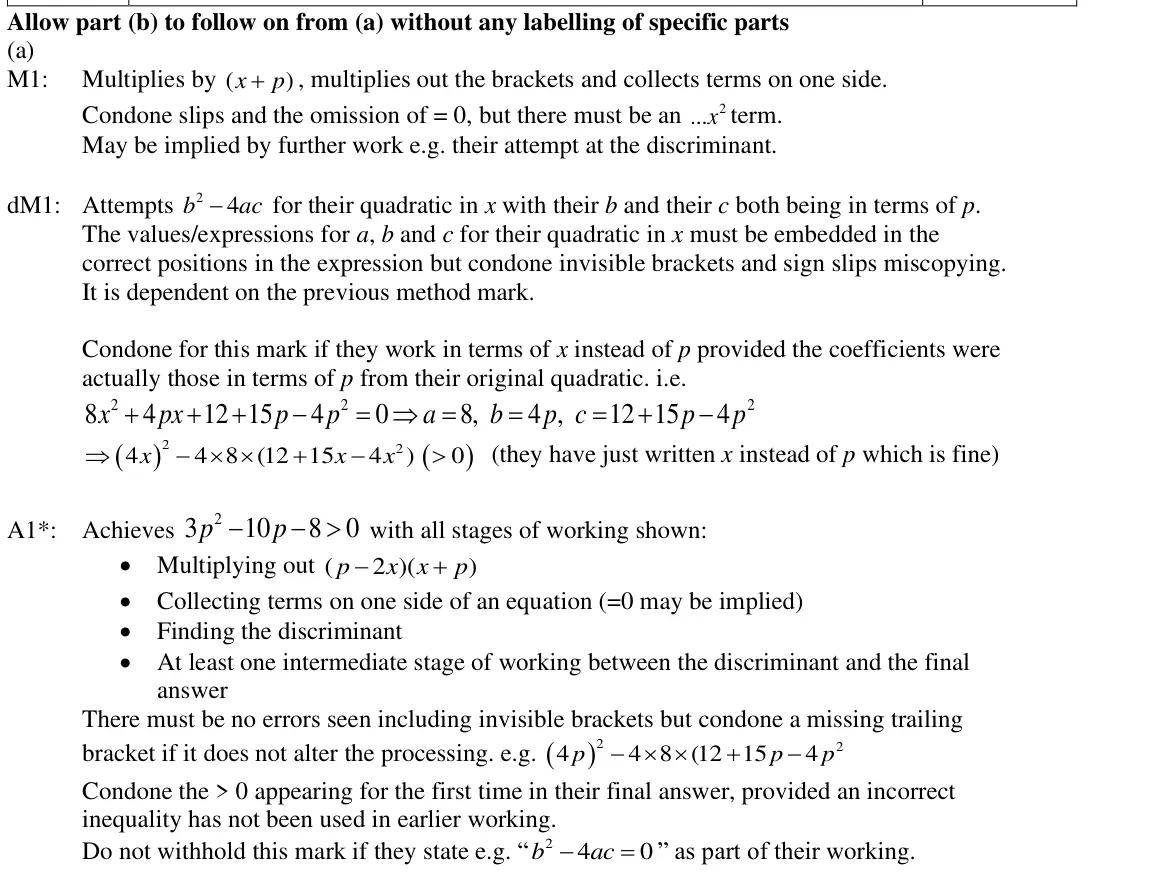 Allow part (b) to follow on from (a) without any labelling of specific parts
(a)
M1: Multiplies by (x + p), multiplies out the brackets and collects terms on one side.
Condone slips and the omission of = 0, but there must be an ...x² term.
May be implied by further work e.g. their attempt at the discriminant.
dM1: Attempts b² − 4ac for their quadratic in x with their b and their c both being in terms of p.
The values/expressions for a, b and c for their quadratic in x must be embedded in the
correct positions in the expression but condone invisible brackets and sign slips miscopying.
It is dependent on the previous method mark.
Condone for this mark if they work in terms of x instead of p provided the coefficients were
actually those in terms of p from their original quadratic. i.e.
8x² + 4px + 12 + 15p − 4p² = 0 ⇒ a = 8, b = 4p, c = 12 + 15p − 4p²
⇒ (4x)² − 4×8×(12 + 15x − 4x²) (> 0) (they have just written x instead of p which is fine)
A1*: Achieves 3p² − 10p − 8 > 0 with all stages of working shown:
• Multiplying out (p − 2x)(x + p)
• Collecting terms on one side of an equation (=0 may be implied)
• Finding the discriminant
• At least one intermediate stage of working between the discriminant and the final
answer
There must be no errors seen including invisible brackets but condone a missing trailing
bracket if it does not alter the processing. e.g. (4p)² − 4×8×(12 + 15p − 4p²
Condone the > 0 appearing for the first time in their final answer, provided an incorrect
inequality has not been used in earlier working.
Do not withhold this mark if they state e.g. “b² − 4ac = 0” as part of their working.